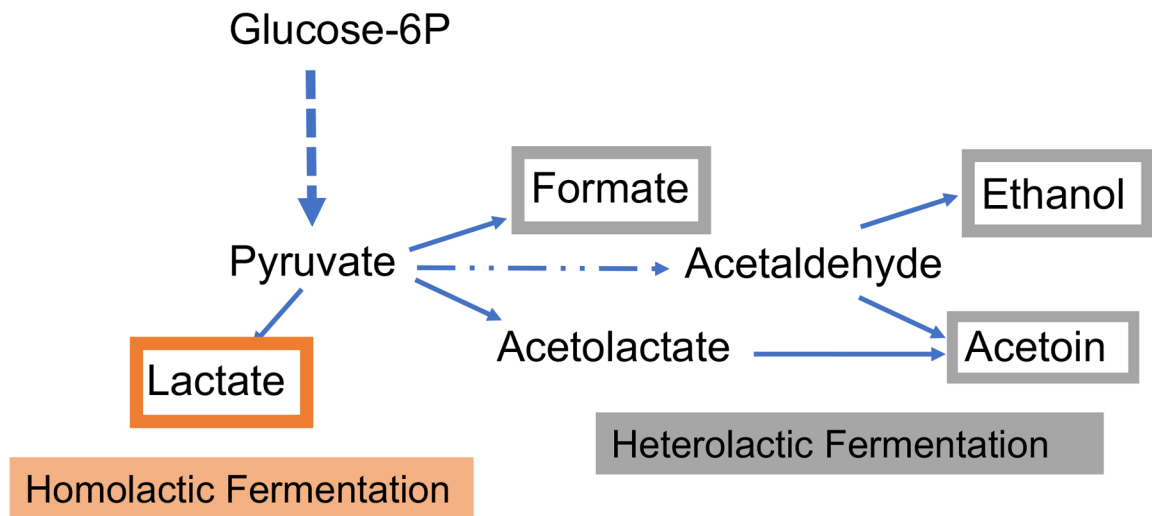 Glucose-6P
Formate
Ethanol
Pyruvate
Acetaldehyde
Acetolactate
Acetoin
Lactate
Heterolactic Fermentation
Homolactic Fermentation